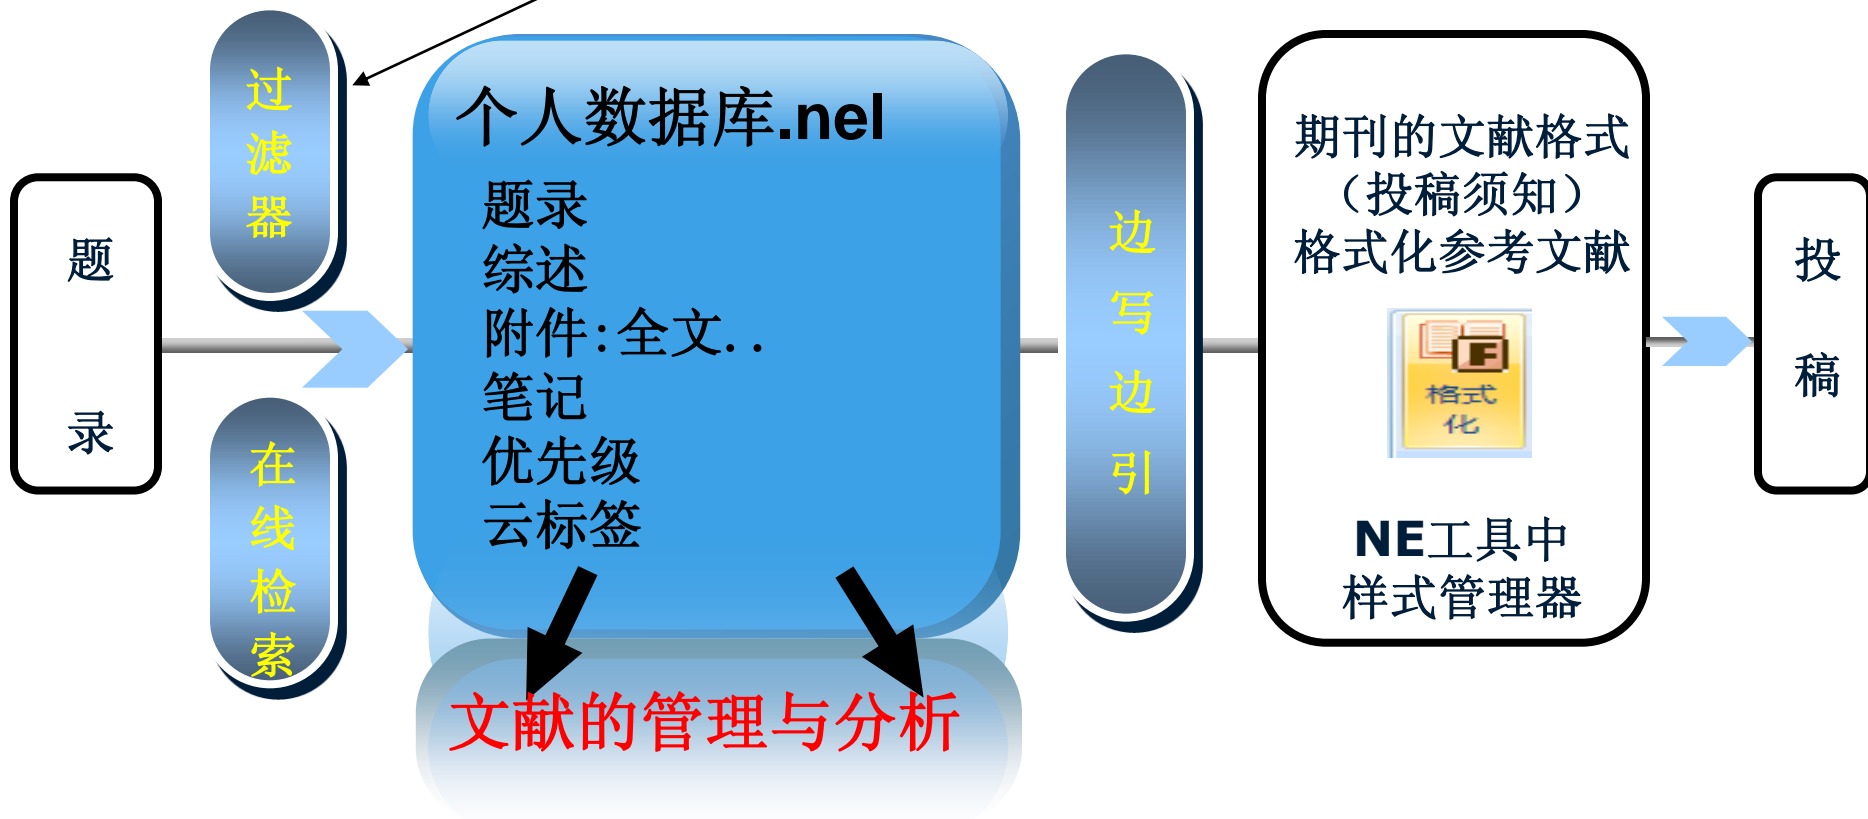 题录
过滤器
在线检索
个人数据库.nel
题录
综述
附件:全文..
笔记
优先级
云标签
文献的管理与分析
边写边引
期刊的文献格式
（投稿须知）
格式化参考文献
F
格式
化
NE工具中
样式管理器
投稿